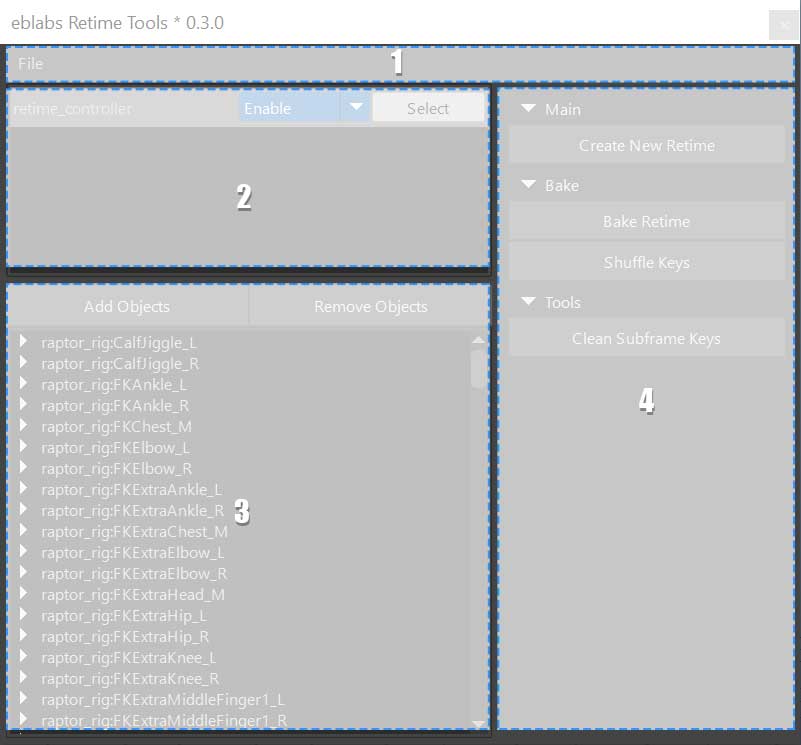 eblabs Retime Tools * 0.3.0
×
File
1
retime_controller
Enable
Select
2
Add Objects
Remove Objects
raptor_rig:CalfJiggle_L
raptor_rig:CalfJiggle_R
raptor_rig:FKAnkle_L
raptor_rig:FKAnkle_R
raptor_rig:FKChest_M
raptor_rig:FKElbow_L
raptor_rig:FKElbow_R
raptor_rig:FKExtraAnkle_L
raptor_rig:FKExtraAnkle_R
raptor_rig:FKExtraChest_M
raptor_rig:FKExtraElbow_L
raptor_rig:FKExtraElbow_R
raptor_rig:FKExtraHead_M
raptor_rig:FKExtraHip_L
raptor_rig:FKExtraHip_R
raptor_rig:FKExtraKnee_L
raptor_rig:FKExtraKnee_R
raptor_rig:FKExtraMiddleFinger1_L
raptor_rig:FKExtraMiddleFinger1_R
3
Main
Create New Retime
Bake
Bake Retime
Shuffle Keys
Tools
Clean Subframe Keys
4